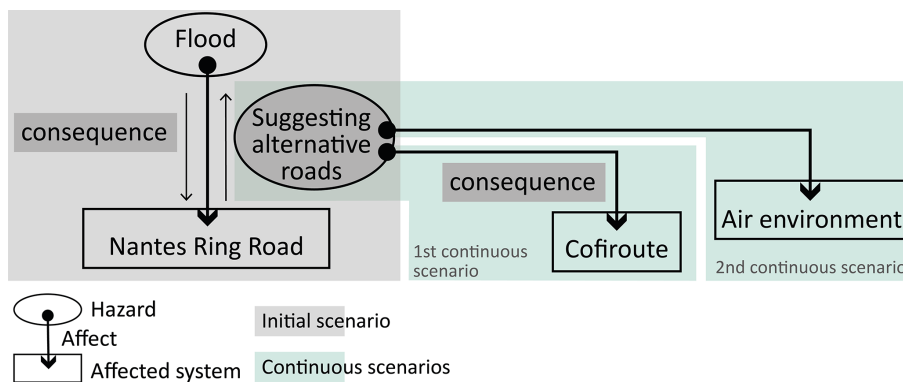 Flood
consequence
Suggesting
alternative
roads
consequence
Nantes Ring Road
Cofiroute
Air environment
1st continuous
scenario
2nd continuous scenario
Hazard
Affect
Affected system
Initial scenario
Continuous scenarios